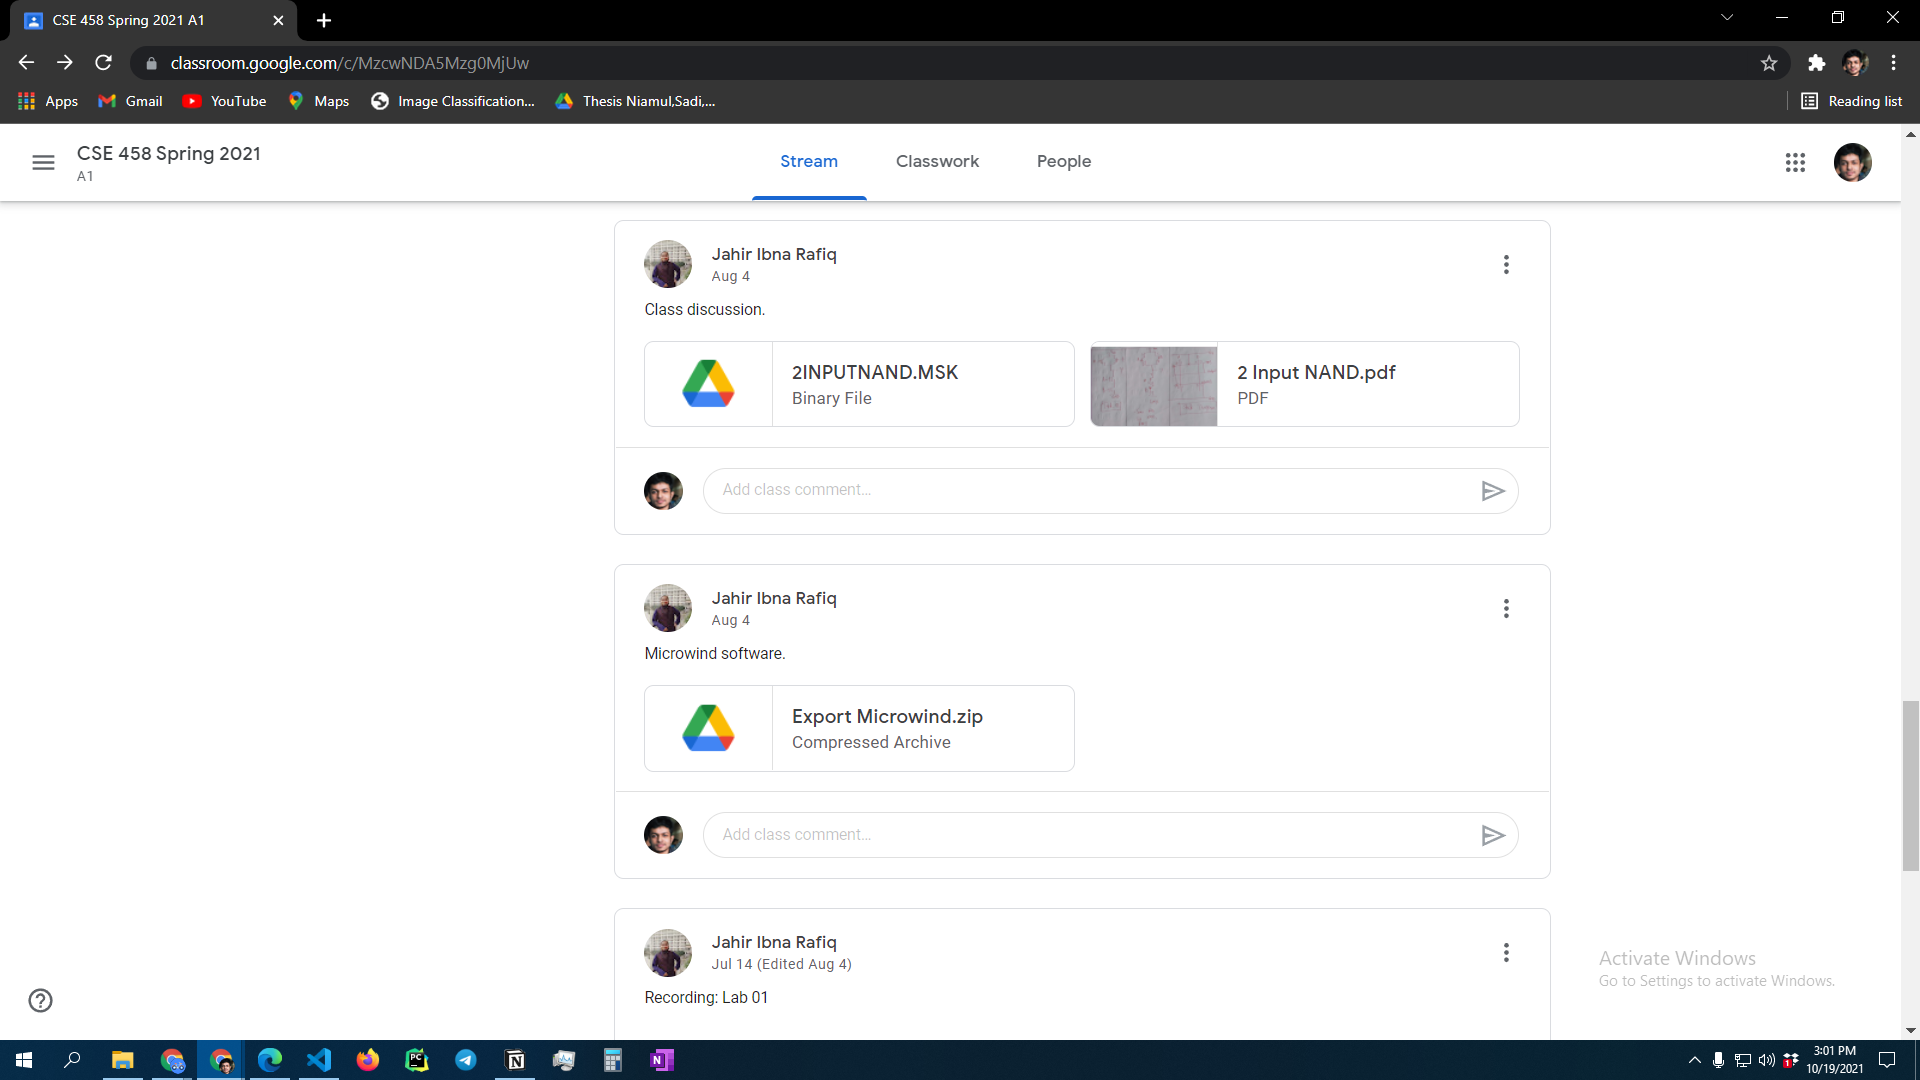 CSE 458 Spring 2021 A1
classroom.google.com/c/MzcwNDA5Mzg0MjUw
Apps
Gmail
YouTube
Maps
Image Classification...
Thesis Niamul,Sadi,...
Reading list
CSE 458 Spring 2021
A1
Stream
Classwork
People
Jahir Ibna Rafiq
Aug 4
Class discussion.
2INPUTNAND.MSK
Binary File
2 Input NAND.pdf
PDF
Add class comment...
Jahir Ibna Rafiq
Aug 4
Microwind software.
Export Microwind.zip
Compressed Archive
Add class comment...
Jahir Ibna Rafiq
Jul 14 (Edited Aug 4)
Recording: Lab 01
Activate Windows
Go to Settings to activate Windows.
3:01 PM
10/19/2021